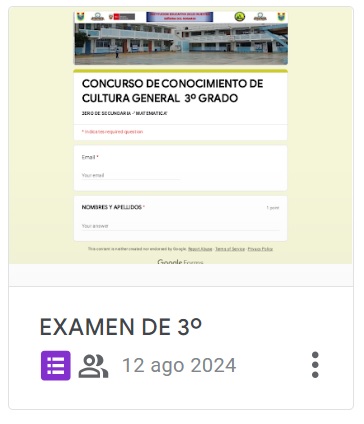 CONCURSO DE CONOCIMIENTO DE
CULTURA GENERAL 3º GRADO
3ERO DE SECUNDARIA -" MATEMATICA"
* Indicates required question
Email *
Your email
NOMBRES Y APELLIDOS * 1 point
Your answer
This content is neither created nor endorsed by Google. Report Abuse - Terms of Service - Privacy Policy
Google Forms
EXAMEN DE 3º
12 ago 2024